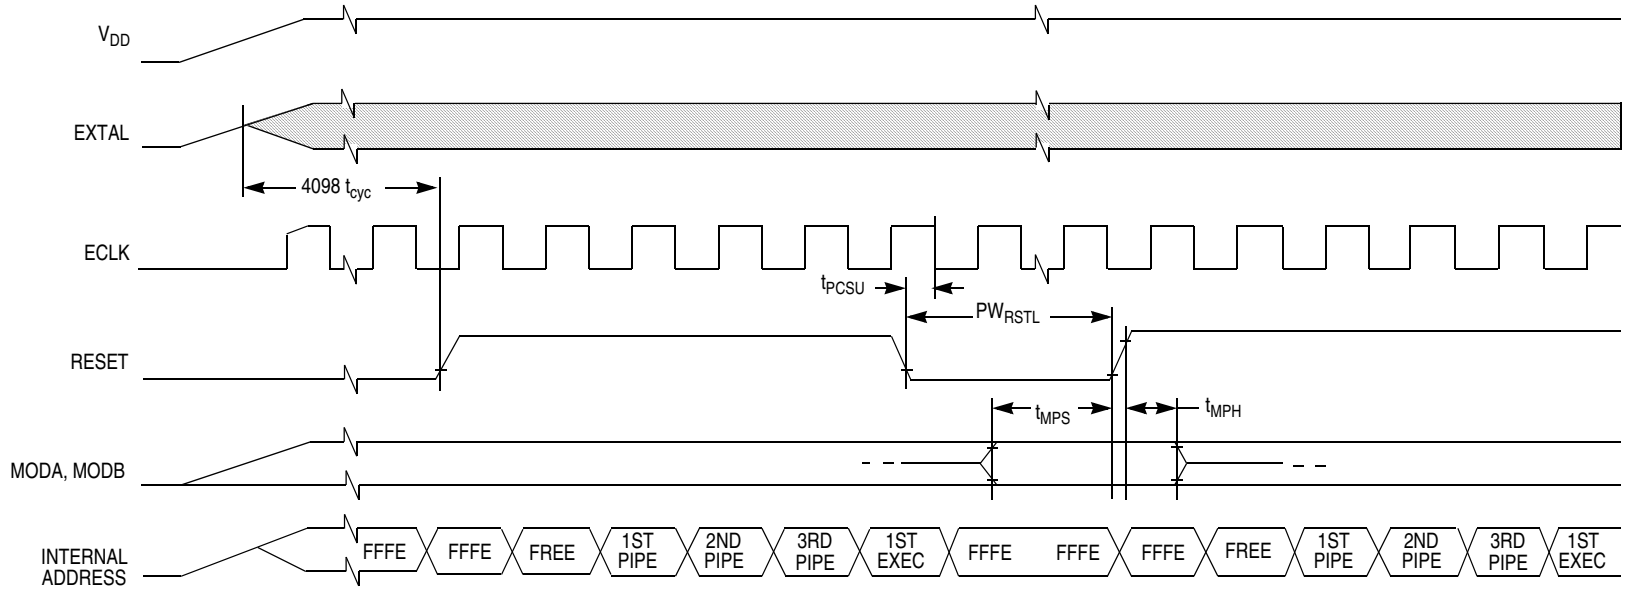 VDD
EXTAL
4098 tcyc
ECLK
tPCSU
PWRSTL
RESET
tMPS
tMPH
MODA, MODB
INTERNAL
ADDRESS
FFFE
FFFE
FREE
1ST
PIPE
2ND
PIPE
3RD
PIPE
1ST
EXEC
FFFE
FFFE
FFFE
FREE
1ST
PIPE
2ND
PIPE
3RD
PIPE
1ST
EXEC